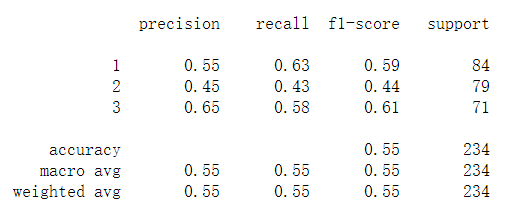 precision recall f1-score support
1 0.55 0.63 0.59 84
2 0.45 0.43 0.44 79
3 0.65 0.58 0.61 71
accuracy 0.55 234
macro avg 0.55 0.55 0.55 234
weighted avg 0.55 0.55 0.55 234